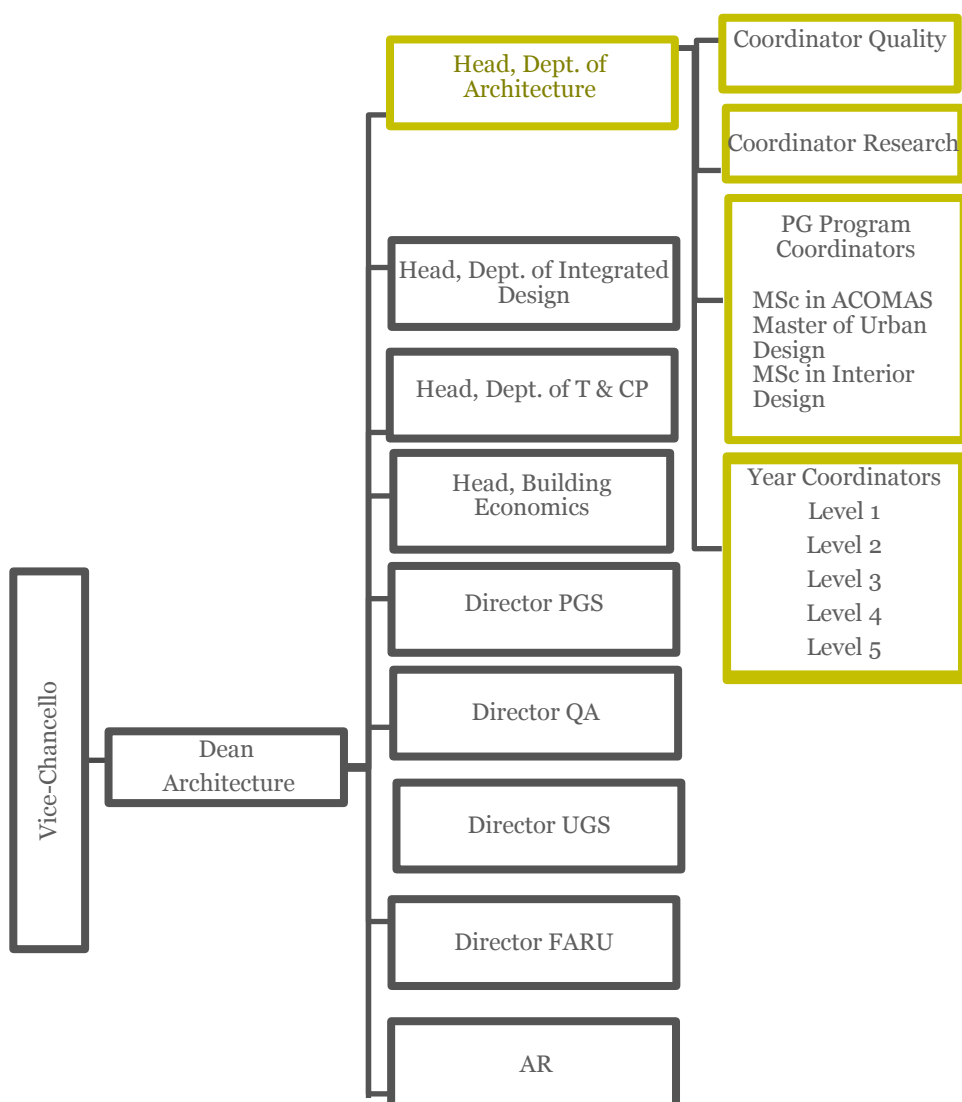 Head, Dept. of
Architecture
Coordinator Quality
Coordinator Research
PG Program
Coordinators
MSc in ACOMAS
Master of Urban
Design
MSc in Interior
Design
Year Coordinators
Level 1
Level 2
Level 3
Level 4
Level 5
Head, Dept. of Integrated
Design
Head, Dept. of T & CP
Head, Building
Economics
Director PGS
Director QA
Director UGS
Director FARU
AR
Dean
Architecture
Vice-Chancello